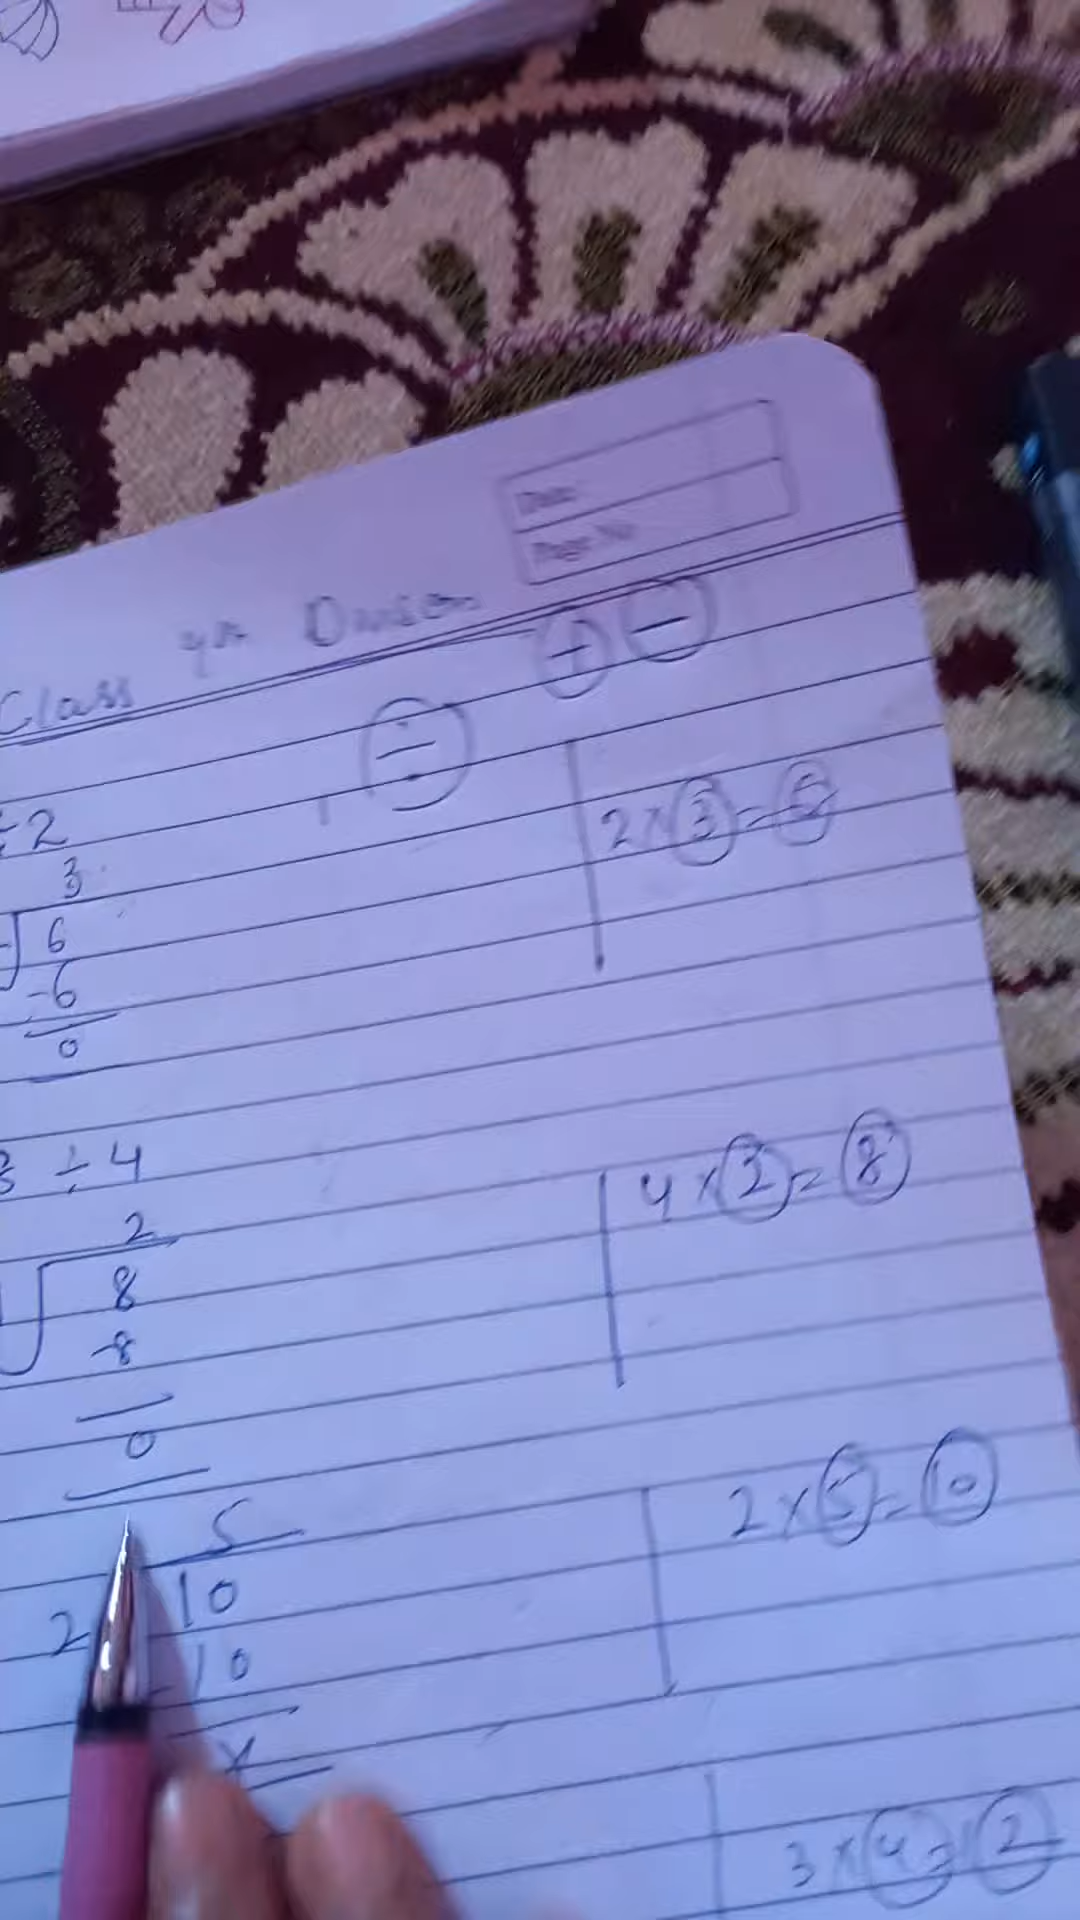 Date
Page No
Class 4th Division
+ -
÷
÷ 2
2 × 3 = 6
3
6
-6
0
8 ÷ 4
4 × 2 = 8
2
8
-8
0
2 × 5 = 10
5
2 10
-10
×
3 × 4 = 12